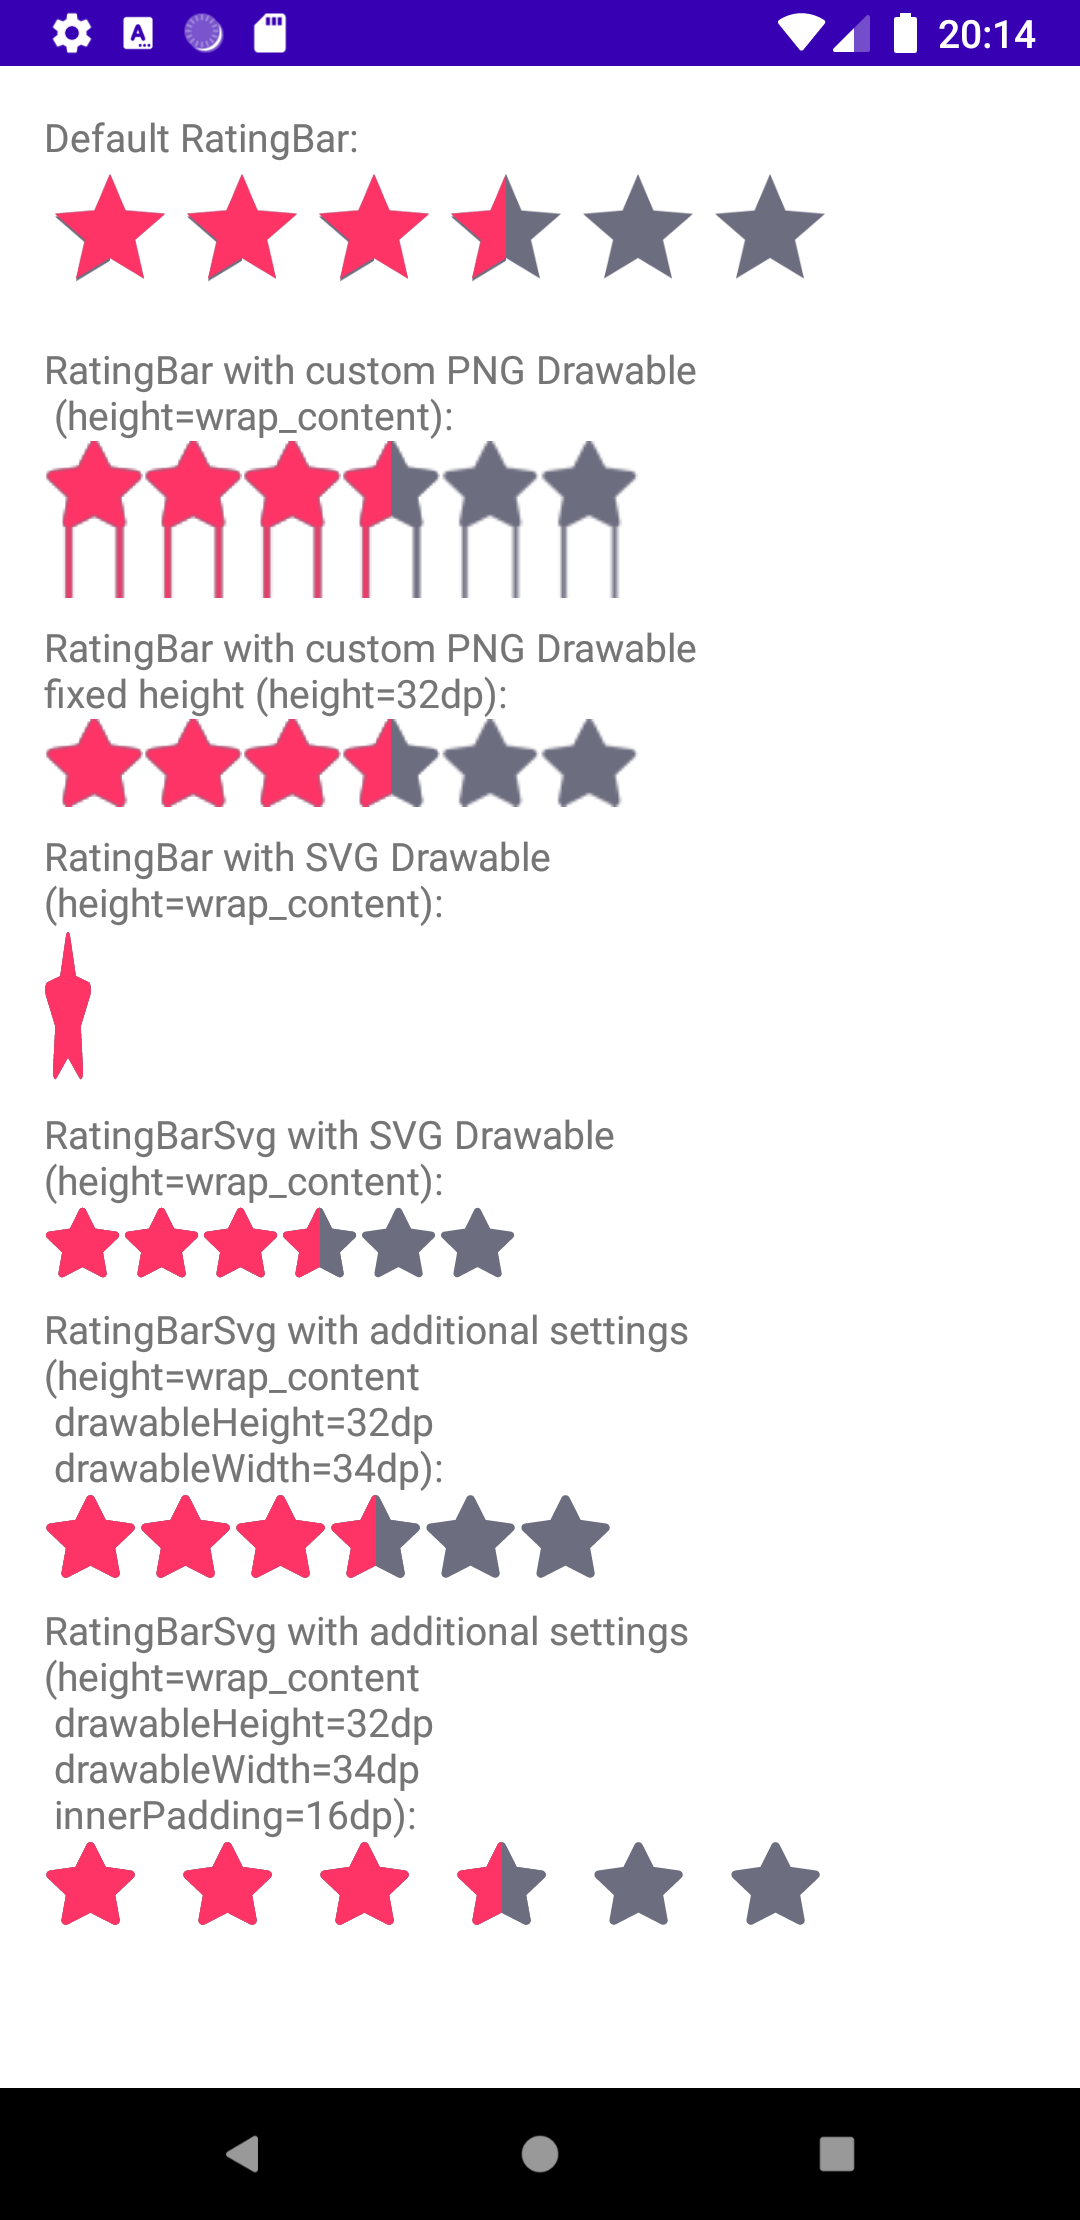 20:14
Default RatingBar:
RatingBar with custom PNG Drawable
(height=wrap_content):
RatingBar with custom PNG Drawable
fixed height (height=32dp):
RatingBar with SVG Drawable
(height=wrap_content):
RatingBarSvg with SVG Drawable
(height=wrap_content):
RatingBarSvg with additional settings
(height=wrap_content
drawableHeight=32dp
drawableWidth=34dp):
RatingBarSvg with additional settings
(height=wrap_content
drawableHeight=32dp
drawableWidth=34dp
innerPadding=16dp):